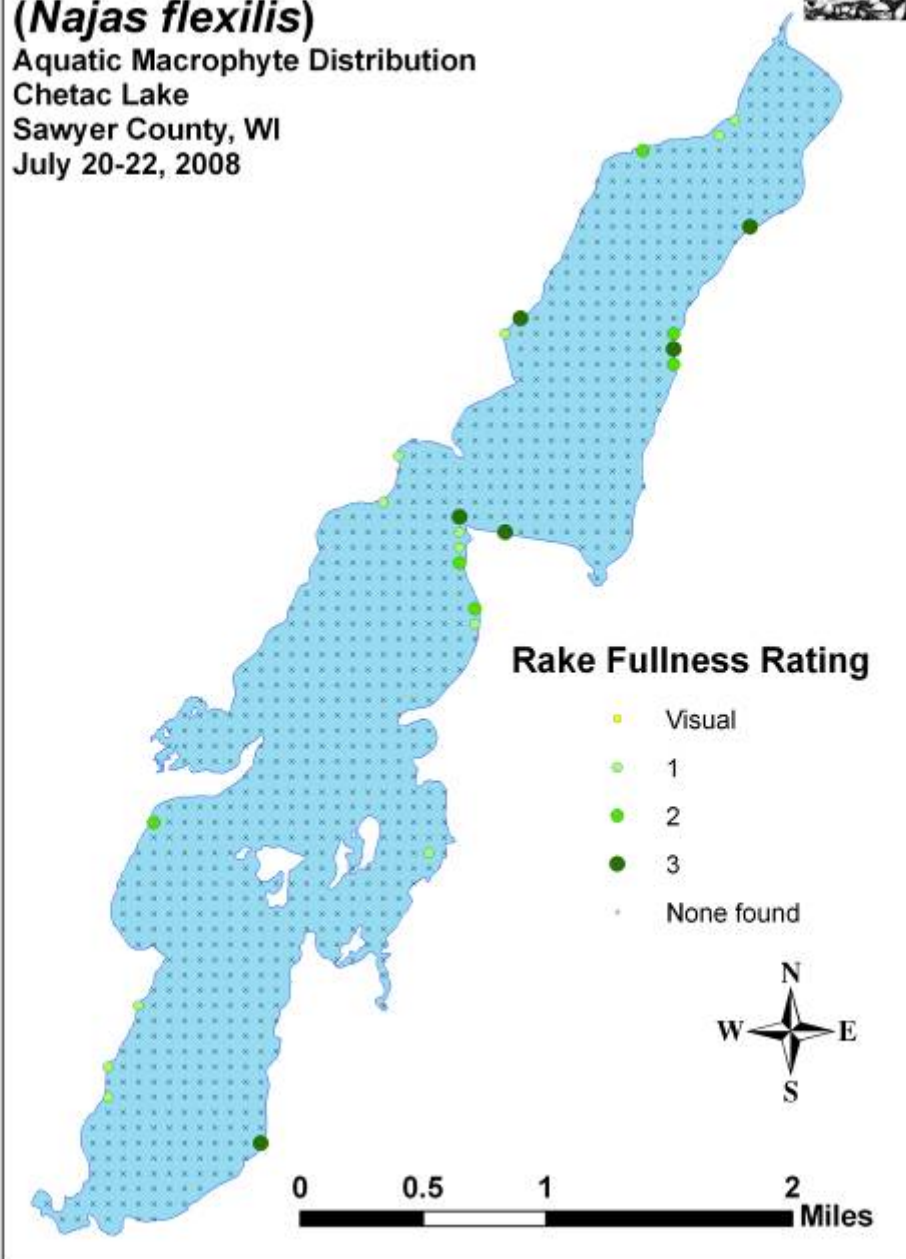 (Najas flexilis)
Aquatic Macrophyte Distribution
Chetac Lake
Sawyer County, WI
July 20-22, 2008
Rake Fullness Rating
Visual
1
2
3
None found
N
W E
S
0 0.5 1 2
Miles